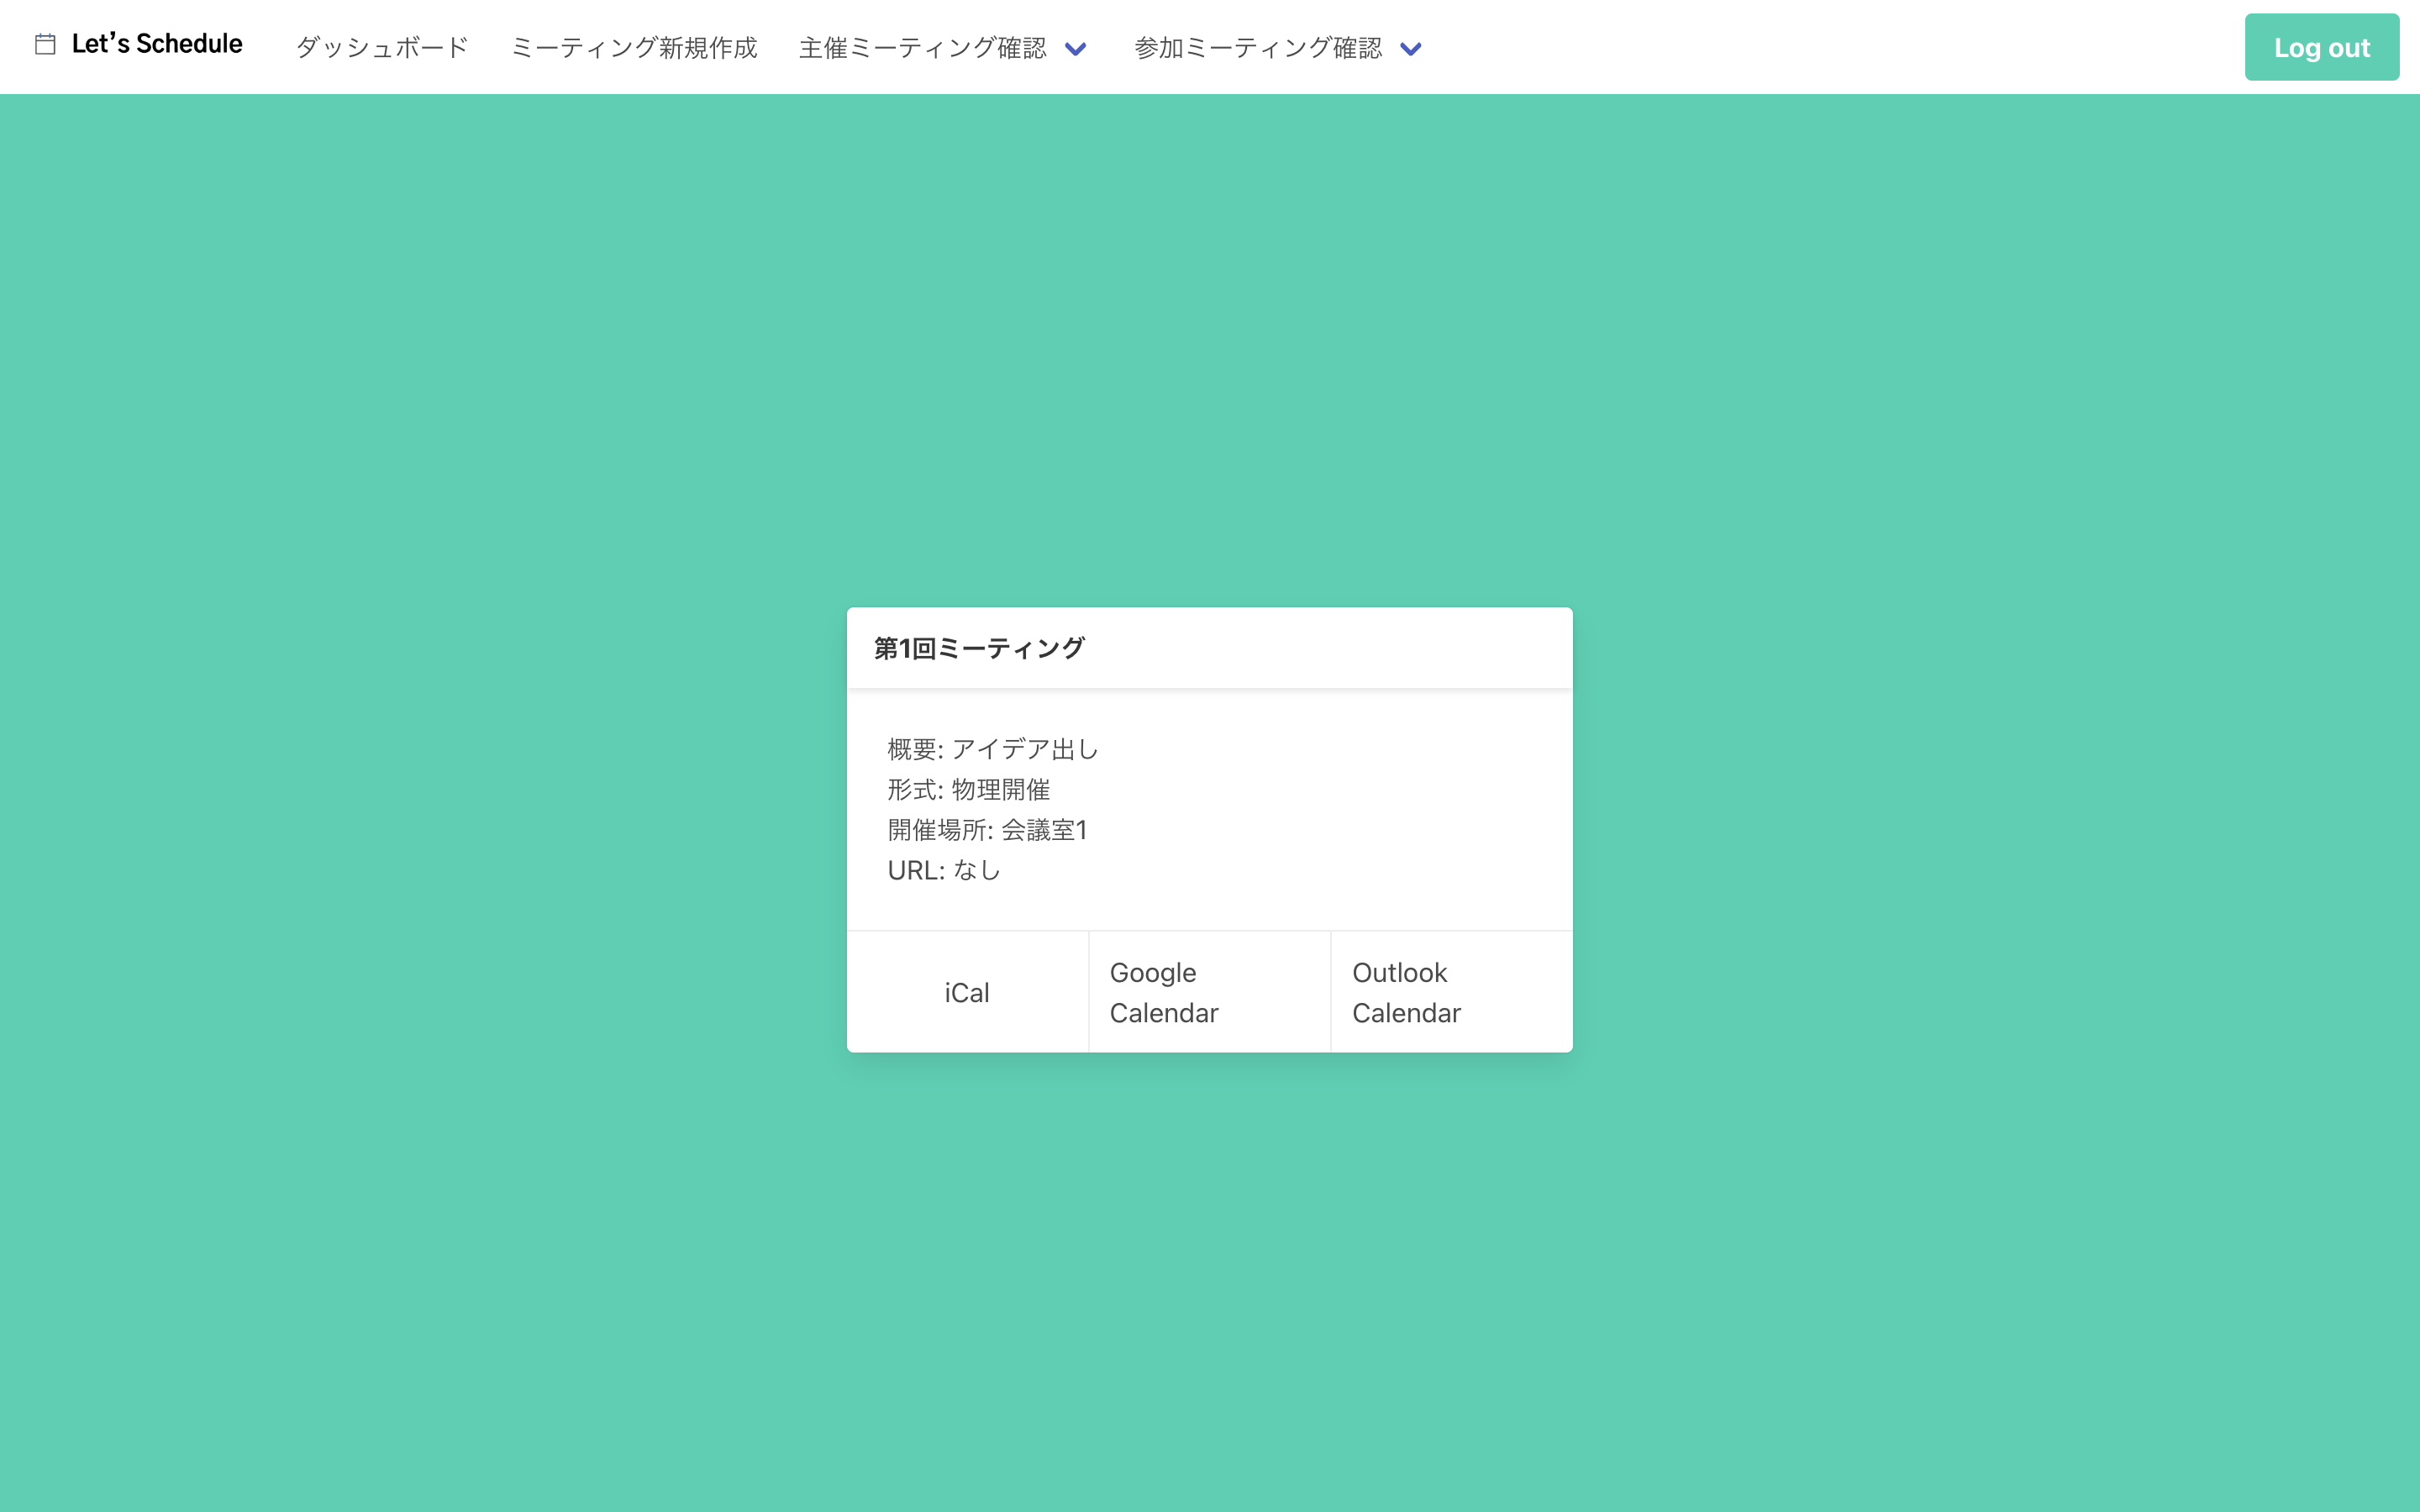 Let's Schedule
ダッシュボード
ミーティング新規作成
主催ミーティング確認
参加ミーティング確認
Log out
第1回ミーティング
概要: アイデア出し
形式: 物理開催
開催場所: 会議室1
URL: なし
iCal
Google
Calendar
Outlook
Calendar